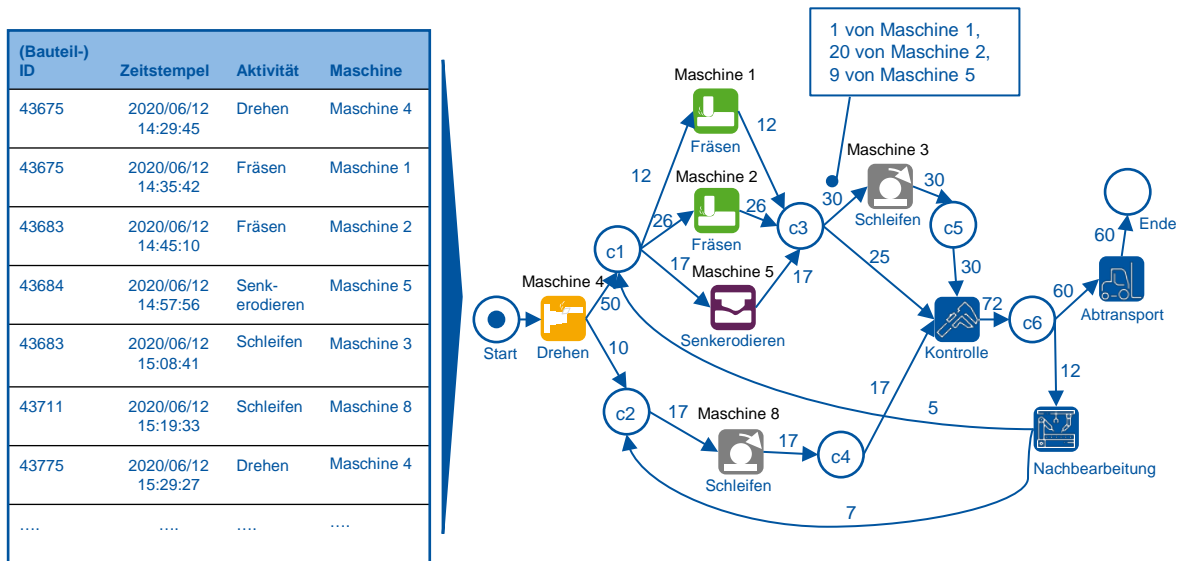 (Bauteil-)
ID Zeitstempel Aktivität Maschine
43675 2020/06/12 Drehen Maschine 4
14:29:45
43675 2020/06/12 Fräsen Maschine 1
14:35:42
43683 2020/06/12 Fräsen Maschine 2
14:45:10
43684 2020/06/12 Senk- Maschine 5
14:57:56 erodieren
43683 2020/06/12 Schleifen Maschine 3
15:08:41
43711 2020/06/12 Schleifen Maschine 8
15:19:33
43775 2020/06/12 Drehen Maschine 4
15:29:27
.... .... .... ....
1 von Maschine 1,
20 von Maschine 2,
9 von Maschine 5
Maschine 1
Fräsen
12
12
Maschine 2
Fräsen
26
26
Maschine 5
Senkerodieren
17
17
c1
c3
Maschine 3
Schleifen
30
30
c5
30
25
Start
Maschine 4
Drehen
50
10
c2
17
Maschine 8
Schleifen
17
c4
17
Kontrolle
72
c6
60
Abtransport
60
Ende
12
Nachbearbeitung
5
7